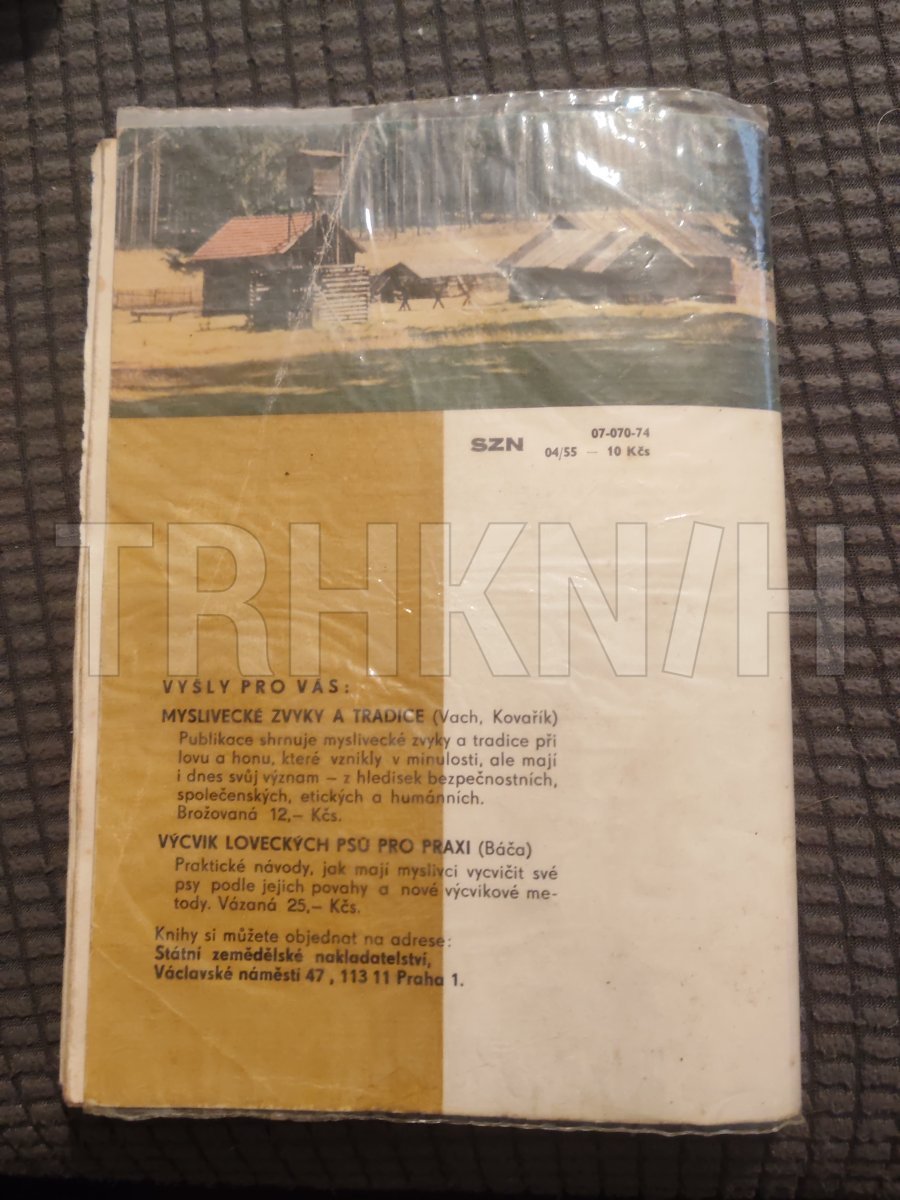 SZN
07-070-74
04/55 — 10 Kčs
TRHKN/H
VYŠLY PRO VÁS:
MYSLIVECKÉ ZVYKY A TRADICE (Vach, Kovařík)
Publikace shrnuje myslivecké zvyky a tradice při
lovu a honu, které vznikly v minulosti, ale mají
i dnes svůj význam – z hledisek bezpečnostních,
společenských, etických a humánních.
Brožovaná 12,– Kčs.
VÝCVIK LOVECKÝCH PSŮ PRO PRAXI (Báča)
Praktické návody, jak mají myslivci vycvičit své
psy podle jejich povahy a nové výcvikové me-
tody. Vázaná 25,– Kčs.
Knihy si můžete objednat na adrese:
Státní zemědělské nakladatelství,
Václavské náměstí 47, 113 11 Praha 1.